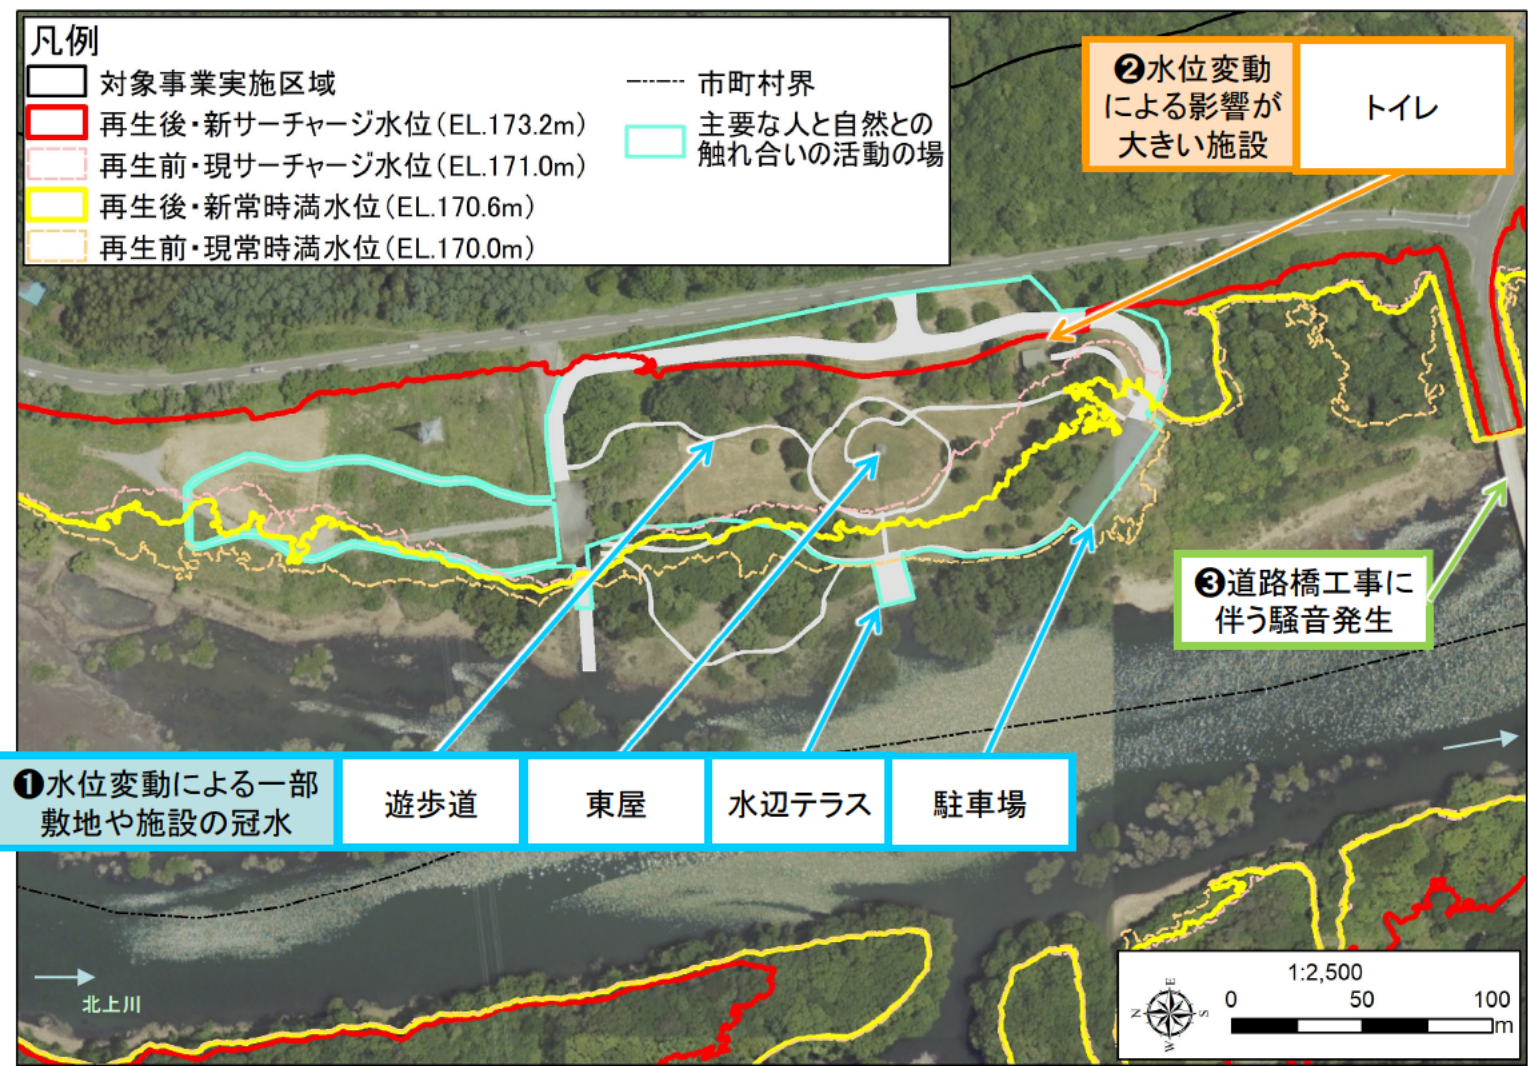 凡例
対象事業実施区域
再生後・新サーチャージ水位（EL.173.2m）
再生前・現サーチャージ水位（EL.171.0m）
再生後・新常時満水位（EL.170.6m）
再生前・現常時満水位（EL.170.0m）
市町村界
主要な人と自然との
触れ合いの活動の場
❷水位変動
による影響が
大きい施設
トイレ
❸道路橋工事に
伴う騒音発生
❶水位変動による一部
敷地や施設の冠水
遊歩道
東屋
水辺テラス
駐車場
北上川
1:2,500
0 50 100
m
E
N S
W